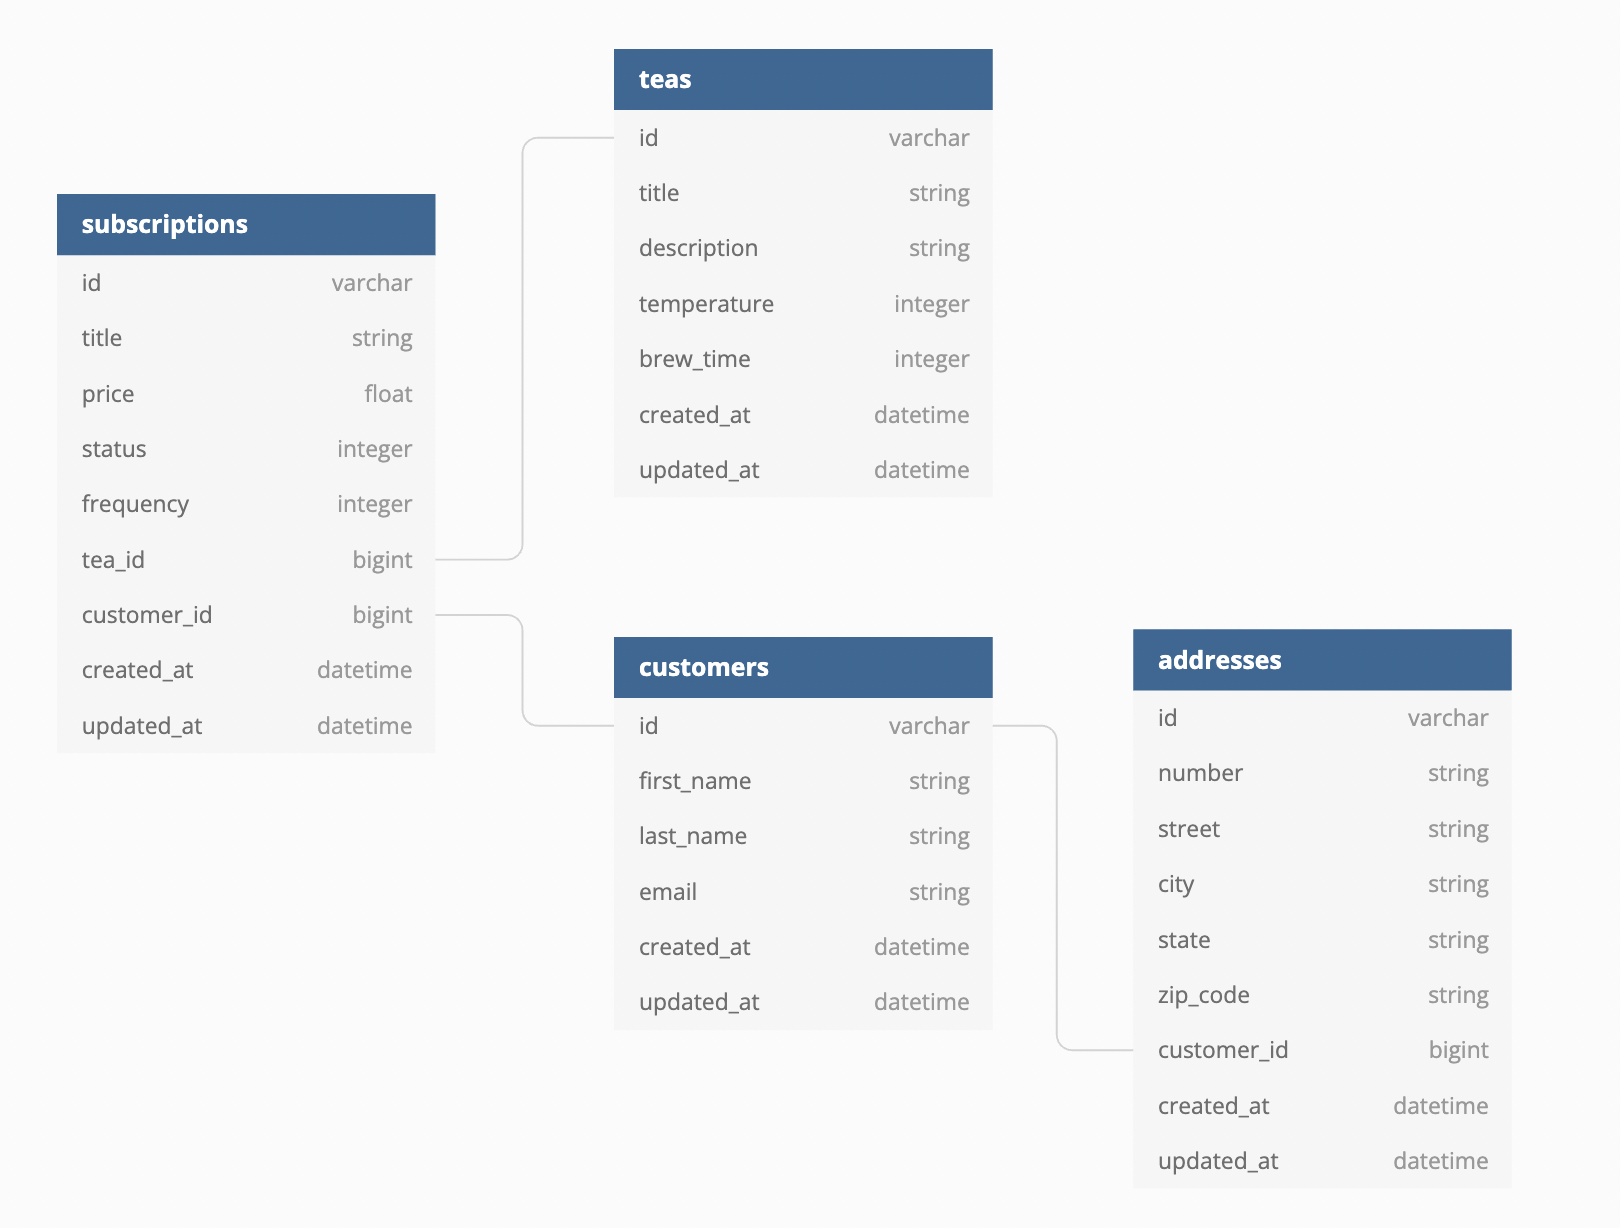 subscriptions
id varchar
title string
price float
status integer
frequency integer
tea_id bigint
customer_id bigint
created_at datetime
updated_at datetime
teas
id varchar
title string
description string
temperature integer
brew_time integer
created_at datetime
updated_at datetime
customers
id varchar
first_name string
last_name string
email string
created_at datetime
updated_at datetime
addresses
id varchar
number string
street string
city string
state string
zip_code string
customer_id bigint
created_at datetime
updated_at datetime